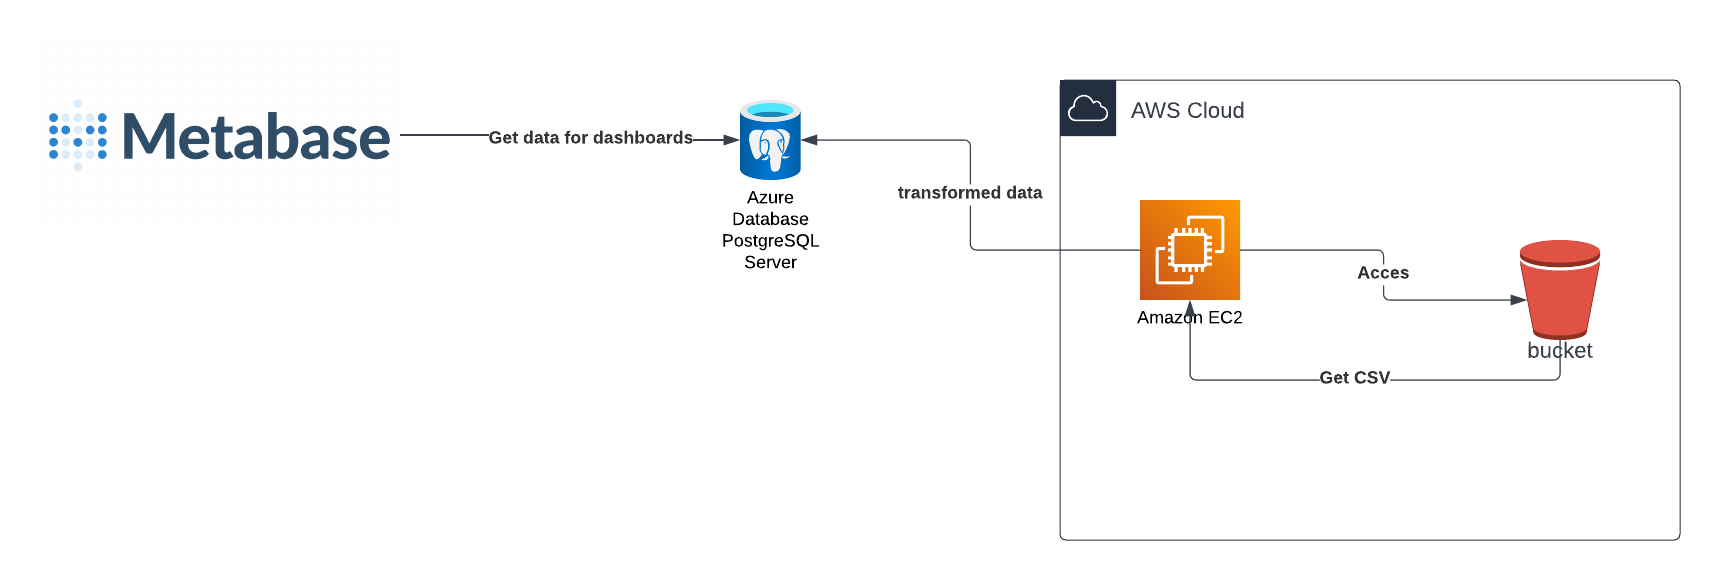 Metabase
Get data for dashboards
Azure
Database
PostgreSQL
Server
transformed data
AWS Cloud
Amazon EC2
Acces
bucket
Get CSV